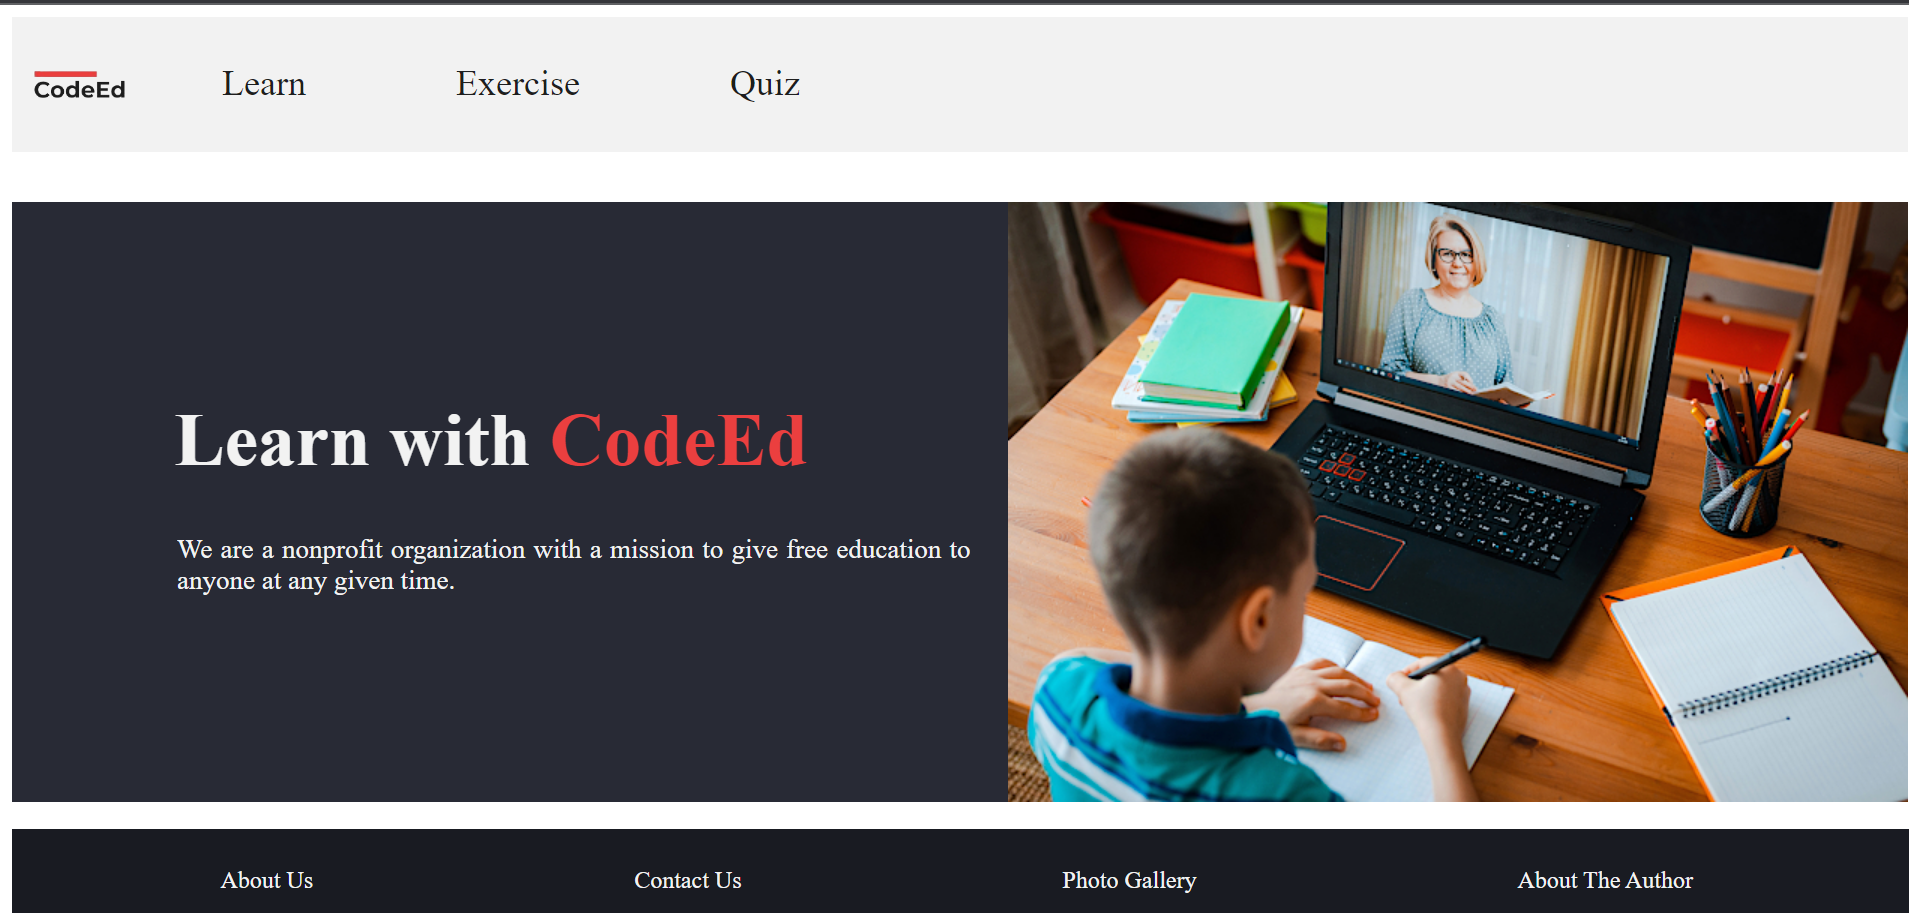 CodeEd
Learn
Exercise
Quiz
Learn with CodeEd
We are a nonprofit organization with a mission to give free education to
anyone at any given time.
About Us
Contact Us
Photo Gallery
About The Author